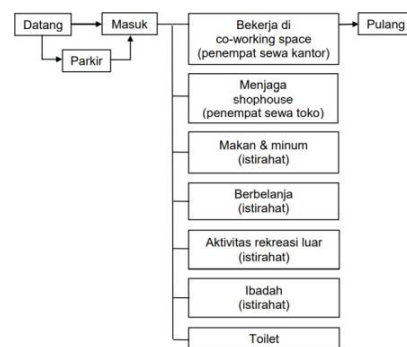 Datang
Masuk
Parkir
Bekerja di
co-working space
(penempat sewa kantor)
Pulang
Menjaga
shophouse
(penempat sewa toko)
Makan & minum
(istirahat)
Berbelanja
(istirahat)
Aktivitas rekreasi luar
(istirahat)
Ibadah
(istirahat)
Toilet